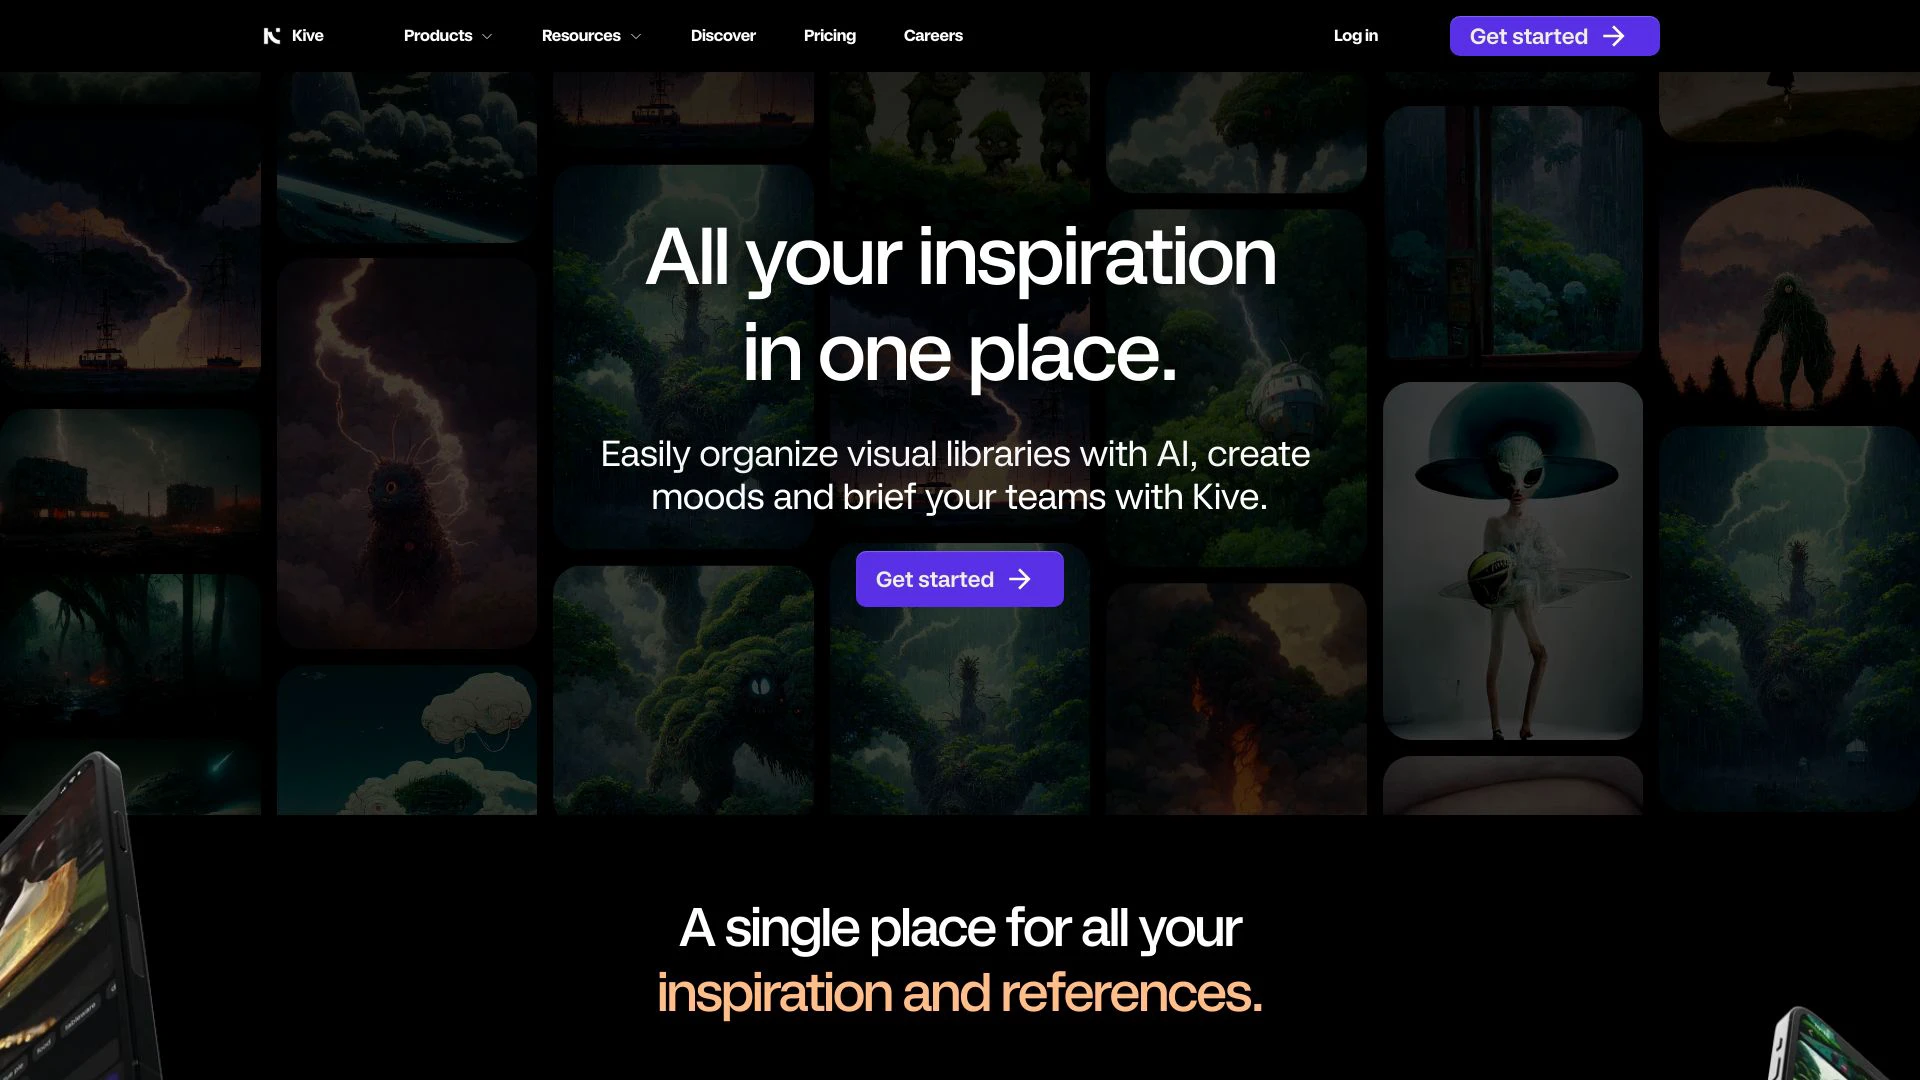 Kive
Products
Resources
Discover
Pricing
Careers
Log in
Get started
All your inspiration
in one place.
Easily organize visual libraries with AI, create
moods and brief your teams with Kive.
Get started
A single place for all your
inspiration and references.
tableware
food